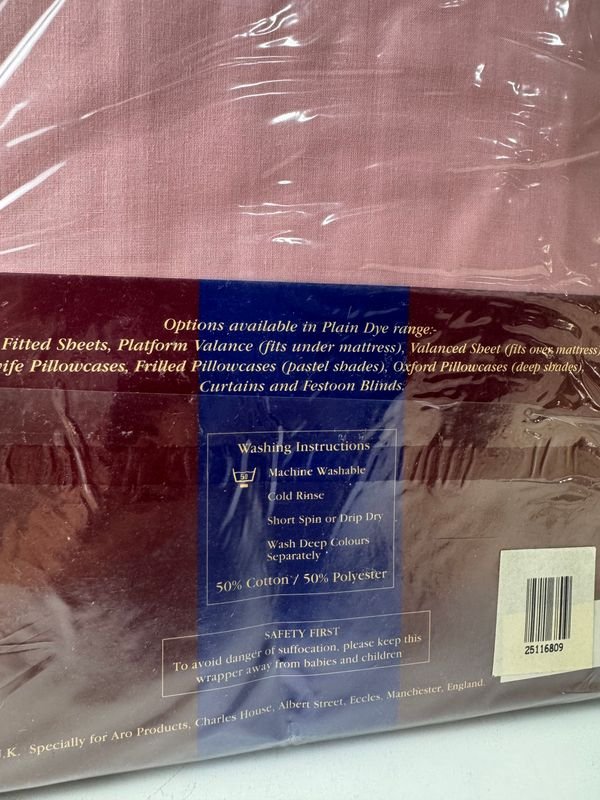 Options available in Plain Dye range:-
Fitted Sheets, Platform Valance (fits under mattress), Valanced Sheet (fits over mattress)
ife Pillowcases, Frilled Pillowcases (pastel shades), Oxford Pillowcases (deep shades),
Curtains and Festoon Blinds.
Washing Instructions
50 Machine Washable
Cold Rinse
Short Spin or Drip Dry
Wash Deep Colours
Separately
50% Cotton / 50% Polyester
SAFETY FIRST
To avoid danger of suffocation, please keep this
wrapper away from babies and children
25116809
.K. Specially for Aro Products, Charles House, Albert Street, Eccles, Manchester, England.